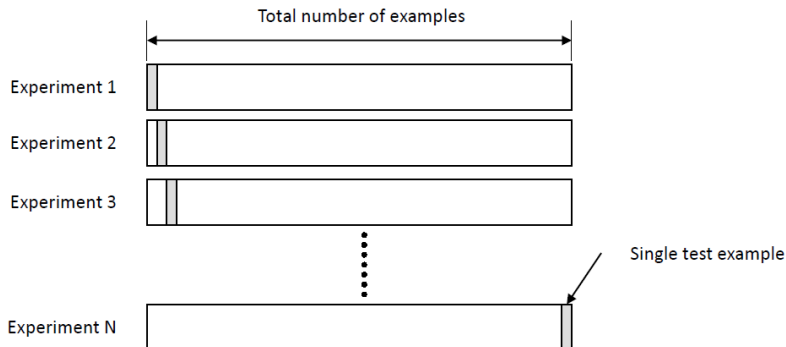 Total number of examples
Experiment 1
Experiment 2
Experiment 3
Single test example
Experiment N